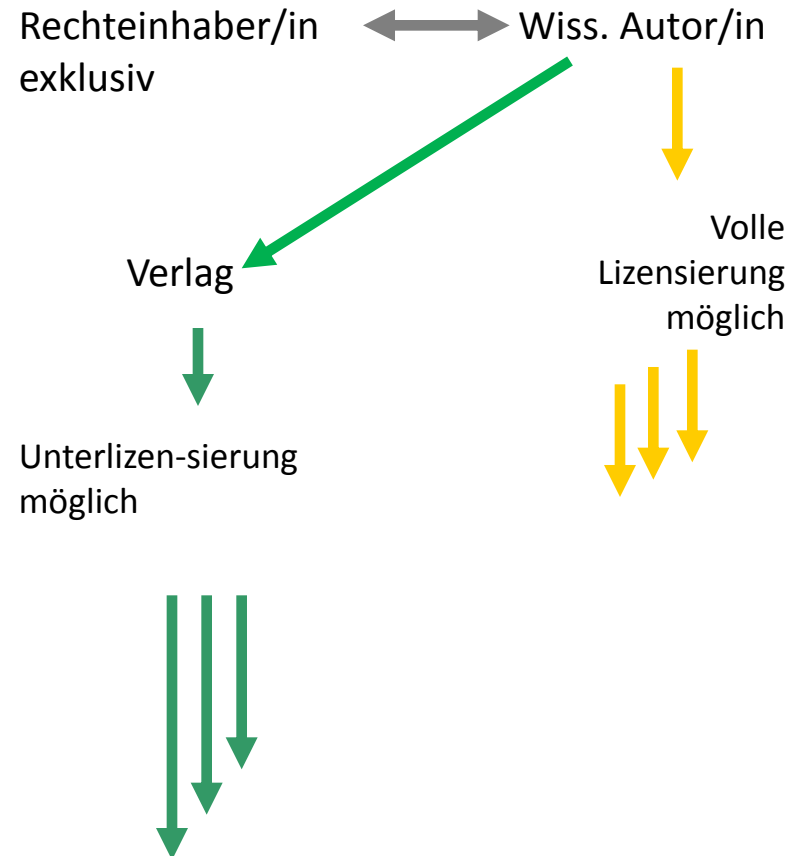 Rechteinhaber/in
exklusiv
Wiss. Autor/in
Volle
Lizensierung
möglich
Verlag
Unterlizen-sierung
möglich